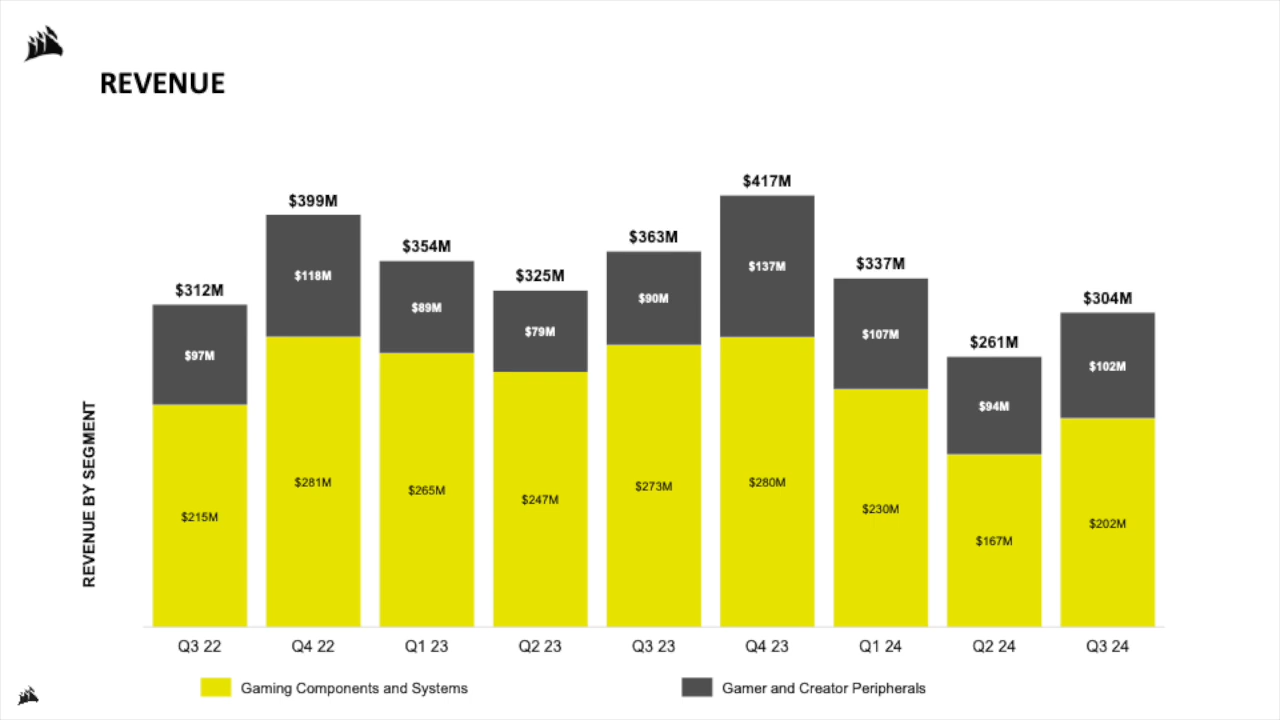 REVENUE
$312M
$399M
$354M
$325M
$363M
$417M
$337M
$261M
$304M
$97M
$118M
$89M
$79M
$90M
$137M
$107M
$94M
$102M
$215M
$281M
$265M
$247M
$273M
$280M
$230M
$167M
$202M
REVENUE BY SEGMENT
Q3 22
Q4 22
Q1 23
Q2 23
Q3 23
Q4 23
Q1 24
Q2 24
Q3 24
Gaming Components and Systems
Gamer and Creator Peripherals